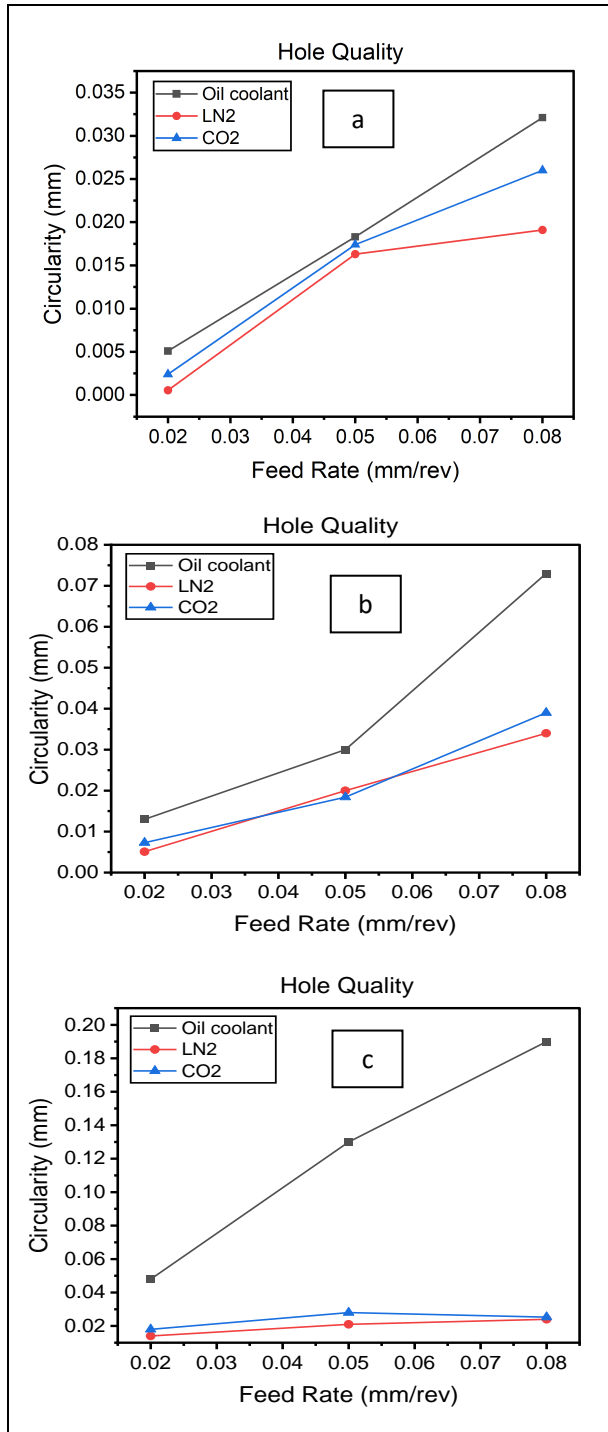 Hole Quality
0.035
0.030
0.025
0.020
0.015
0.010
0.005
0.000
Circularity (mm)
Oil coolant
LN2
CO2
a
0.02 0.03 0.04 0.05 0.06 0.07 0.08
Feed Rate (mm/rev)
Hole Quality
0.08
0.07
0.06
0.05
0.04
0.03
0.02
0.01
0.00
Circularity (mm)
Oil coolant
LN2
CO2
b
0.02 0.03 0.04 0.05 0.06 0.07 0.08
Feed Rate (mm/rev)
Hole Quality
0.20
0.18
0.16
0.14
0.12
0.10
0.08
0.06
0.04
0.02
Circularity (mm)
Oil coolant
LN2
CO2
c
0.02 0.03 0.04 0.05 0.06 0.07 0.08
Feed Rate (mm/rev)